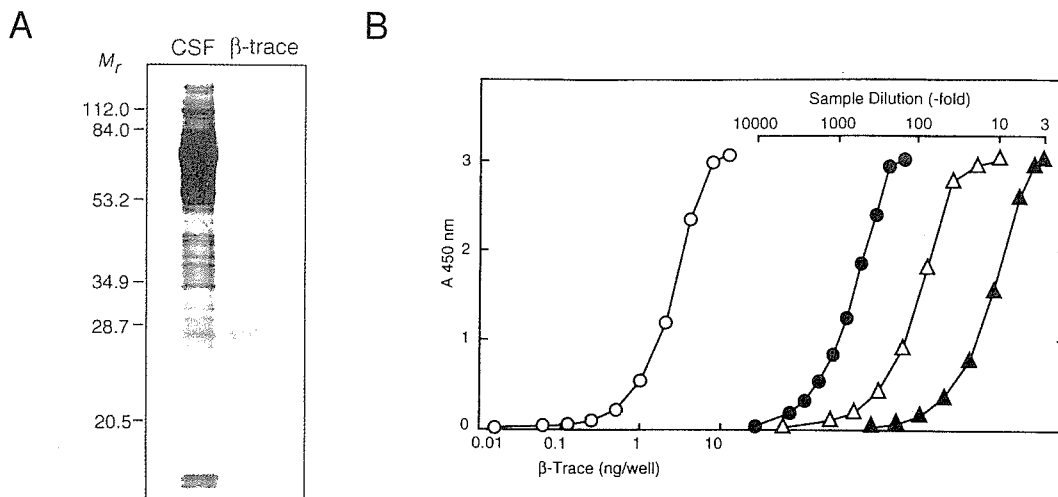 A
CSF β-trace
Mr
112.0
84.0
53.2
34.9
28.7
20.5
B
Sample Dilution (-fold)
10000 1000 100 10 3
3
2
1
0
A 450 nm
0.01 0.1 1 10
β-Trace (ng/well)